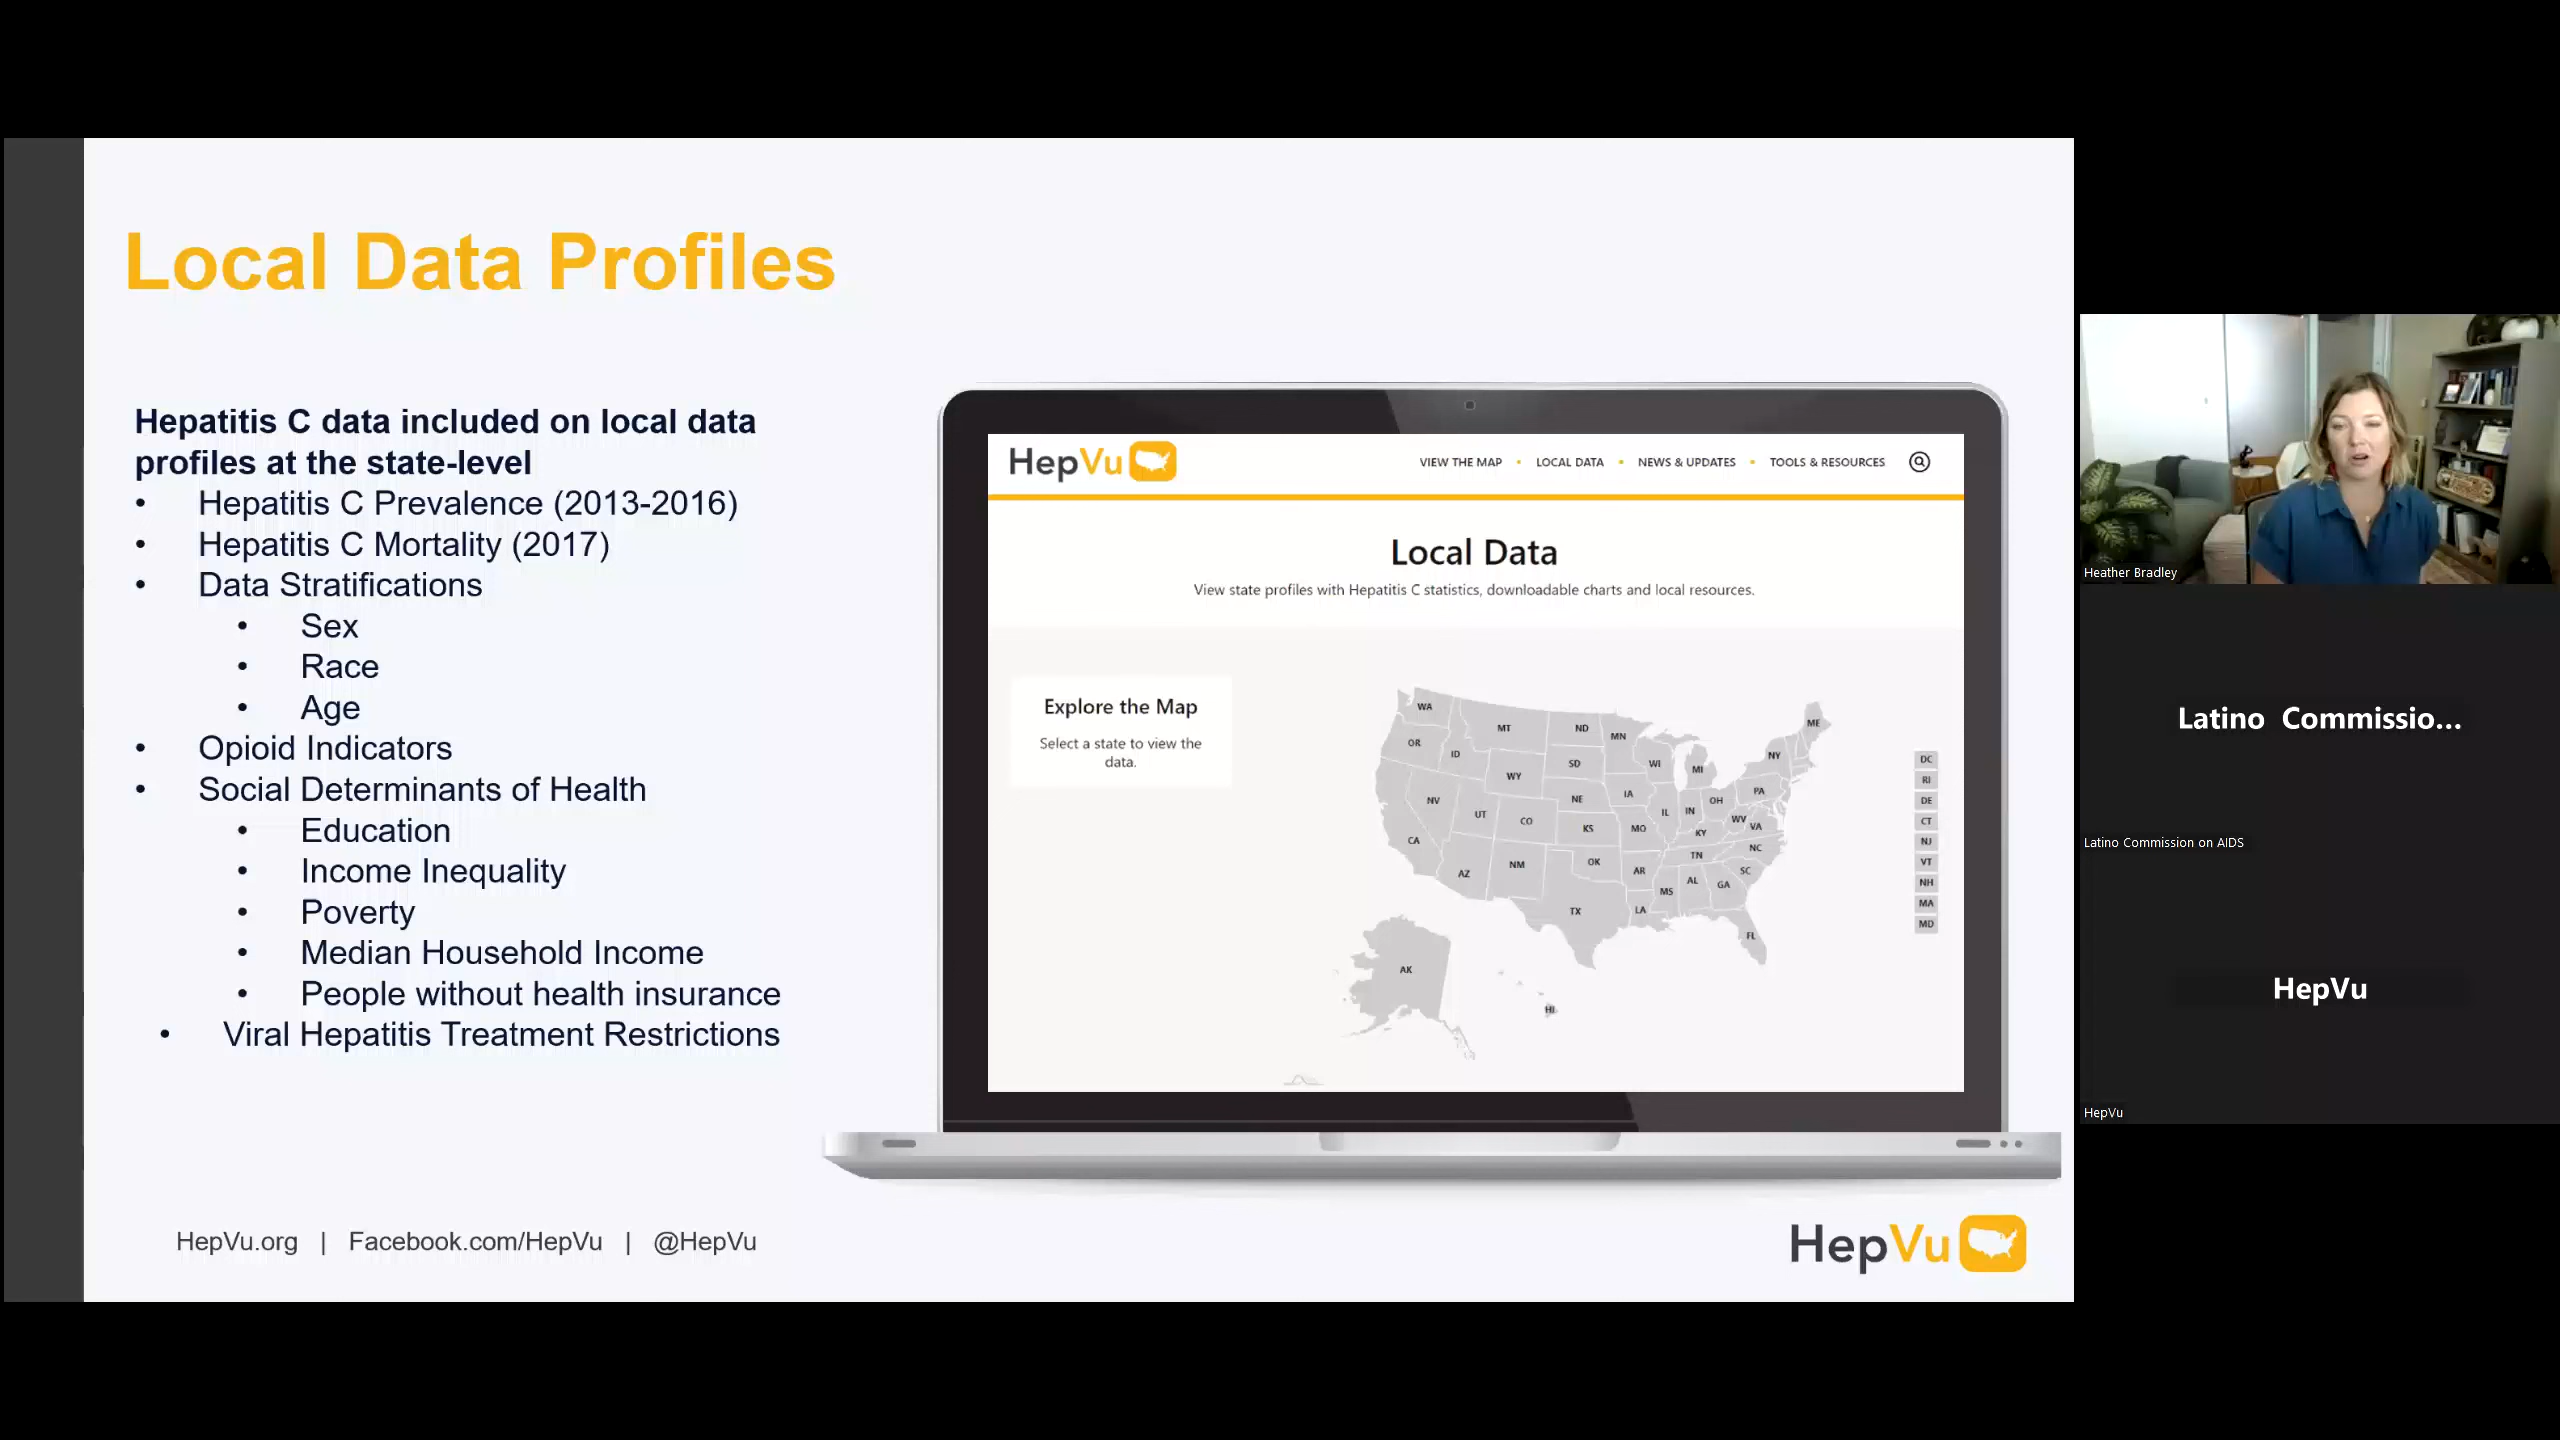 Local Data Profiles
Hepatitis C data included on local data
profiles at the state-level
• Hepatitis C Prevalence (2013-2016)
• Hepatitis C Mortality (2017)
• Data Stratifications
• Sex
• Race
• Age
• Opioid Indicators
• Social Determinants of Health
• Education
• Income Inequality
• Poverty
• Median Household Income
• People without health insurance
• Viral Hepatitis Treatment Restrictions
HepVu
VIEW THE MAP • LOCAL DATA • NEWS & UPDATES • TOOLS & RESOURCES
Local Data
View state profiles with Hepatitis C statistics, downloadable charts and local resources.
Explore the Map
Select a state to view the
data.
WA
MT
ND
MN
ME
OR
ID
SD
WI
MI
NY
WY
NE
IA
PA
NV
UT
CO
IL
IN
OH
WV
VA
CA
KS
MO
KY
NC
AZ
NM
OK
AR
TN
SC
MS
AL
GA
TX
LA
FL
AK
HI
DC
RI
DE
CT
NJ
VT
NH
MA
MD
HepVu.org | Facebook.com/HepVu | @HepVu
HepVu
Heather Bradley
Latino Commissio...
Latino Commission on AIDS
HepVu
HepVu